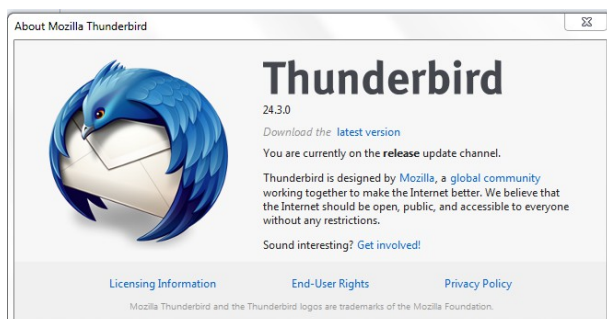 About Mozilla Thunderbird
Thunderbird
24.3.0
Download the latest version
You are currently on the release update channel.
Thunderbird is designed by Mozilla, a global community
working together to make the Internet better. We believe that
the Internet should be open, public, and accessible to everyone
without any restrictions.
Sound interesting? Get involved!
Licensing Information End-User Rights Privacy Policy
Mozilla Thunderbird and the Thunderbird logos are trademarks of the Mozilla Foundation.